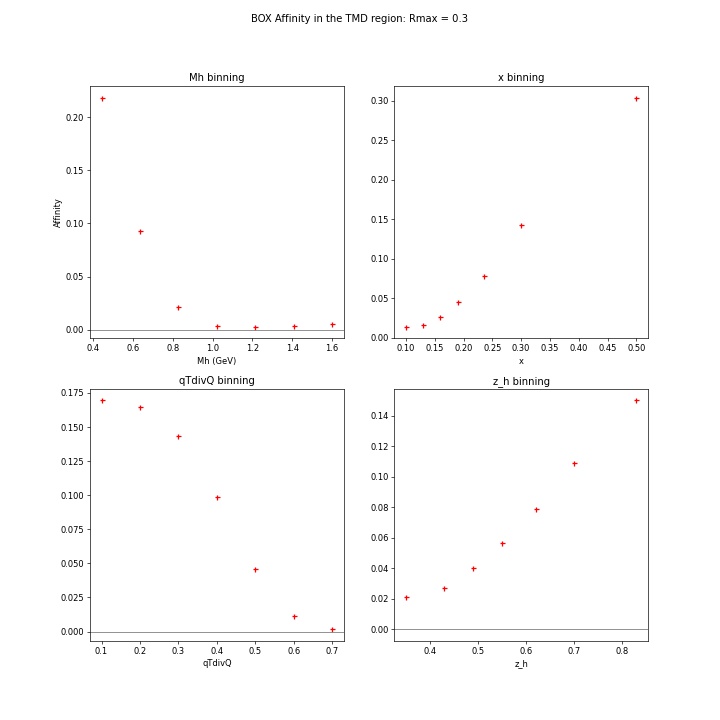 BOX Affinity in the TMD region: Rmax = 0.3
Mh binning
0.20
0.15
0.10
0.05
0.00
Affinity
0.4 0.6 0.8 1.0 1.2 1.4 1.6
Mh (GeV)
x binning
0.30
0.25
0.20
0.15
0.10
0.05
0.00
0.10 0.15 0.20 0.25 0.30 0.35 0.40 0.45 0.50
x
qTdivQ binning
0.175
0.150
0.125
0.100
0.075
0.050
0.025
0.000
0.1 0.2 0.3 0.4 0.5 0.6 0.7
qTdivQ
z_h binning
0.14
0.12
0.10
0.08
0.06
0.04
0.02
0.00
0.4 0.5 0.6 0.7 0.8
z_h